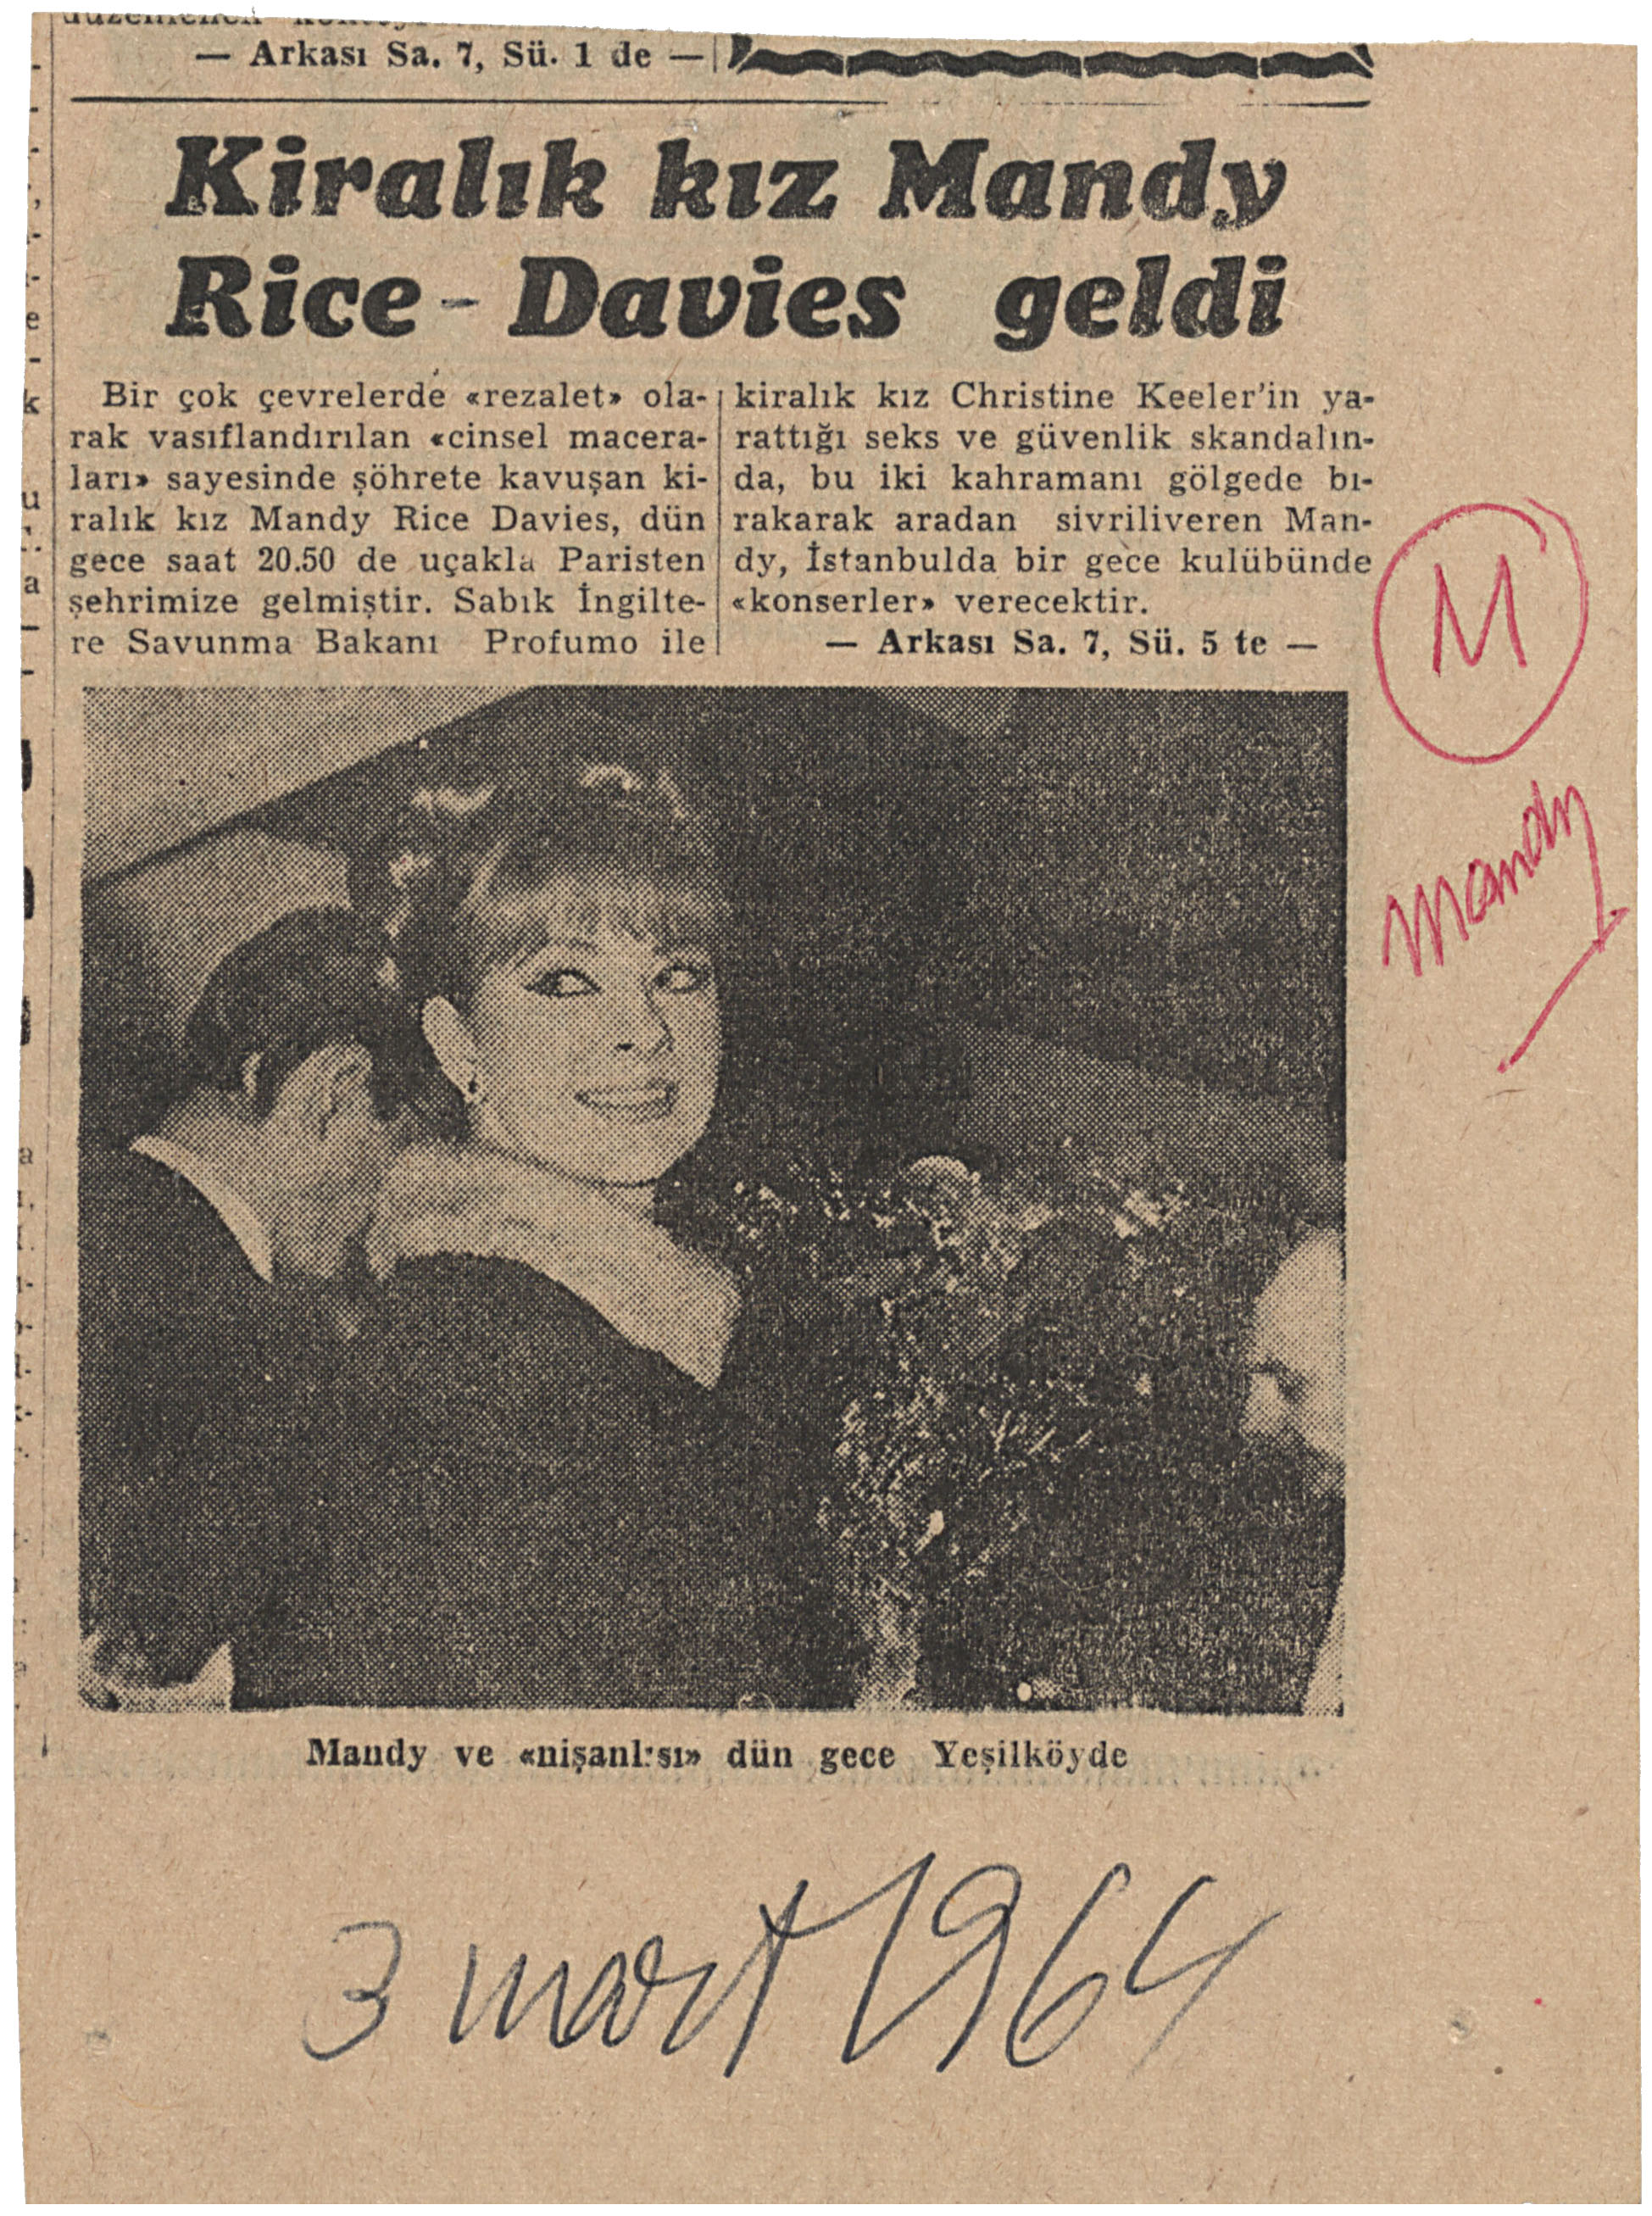 — Arkası Sa. 7, Sü. 1 de —
Kiralık kız Mandy
Rice - Davies geldi
Bir çok çevrelerde «rezalet» ola-
rak vasıflandırılan «cinsel macera-
ları» sayesinde şöhrete kavuşan ki-
ralık kız Mandy Rice Davies, dün
gece saat 20.50 de uçakla Paristen
şehrimize gelmiştir. Sabık İngilte-
re Savunma Bakanı Profumo ile
kiralık kız Christine Keeler'in ya-
rattığı seks ve güvenlik skandalın-
da, bu iki kahramanı gölgede bı-
rakarak aradan sivriliveren Man-
dy, İstanbulda bir gece kulübünde
«konserler» verecektir.
— Arkası Sa. 7, Sü. 5 te —
M
Mandy
Mandy ve «nişanlısı» dün gece Yeşilköyde
3 mart 1964